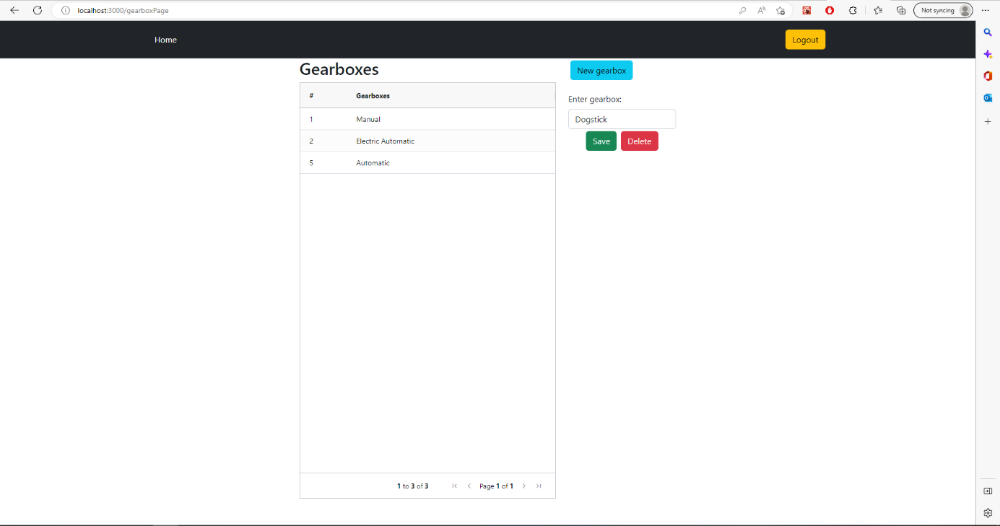 localhost:3000/gearboxPage
Not syncing
Home
Logout
Gearboxes
New gearbox
# Gearboxes
1 Manual
2 Electric Automatic
5 Automatic
Enter gearbox:
Dogstick
Save Delete
1 to 3 of 3 Page 1 of 1